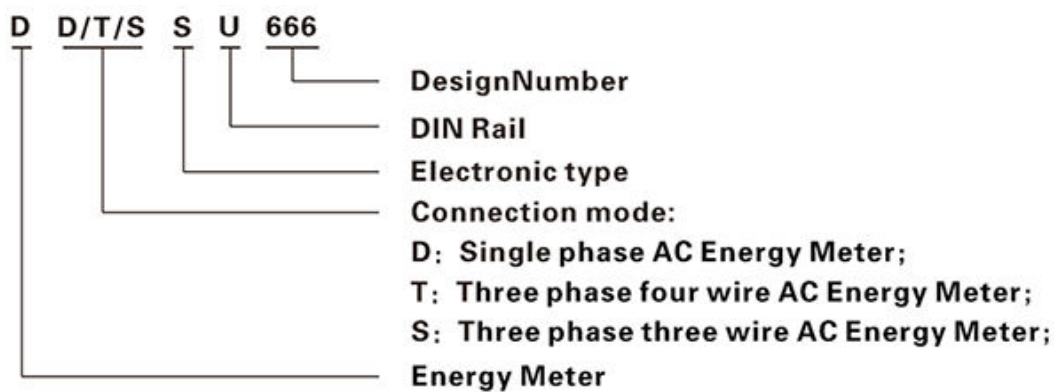 D D/T/S S U 666
DesignNumber
DIN Rail
Electronic type
Connection mode:
D: Single phase AC Energy Meter;
T: Three phase four wire AC Energy Meter;
S: Three phase three wire AC Energy Meter;
Energy Meter